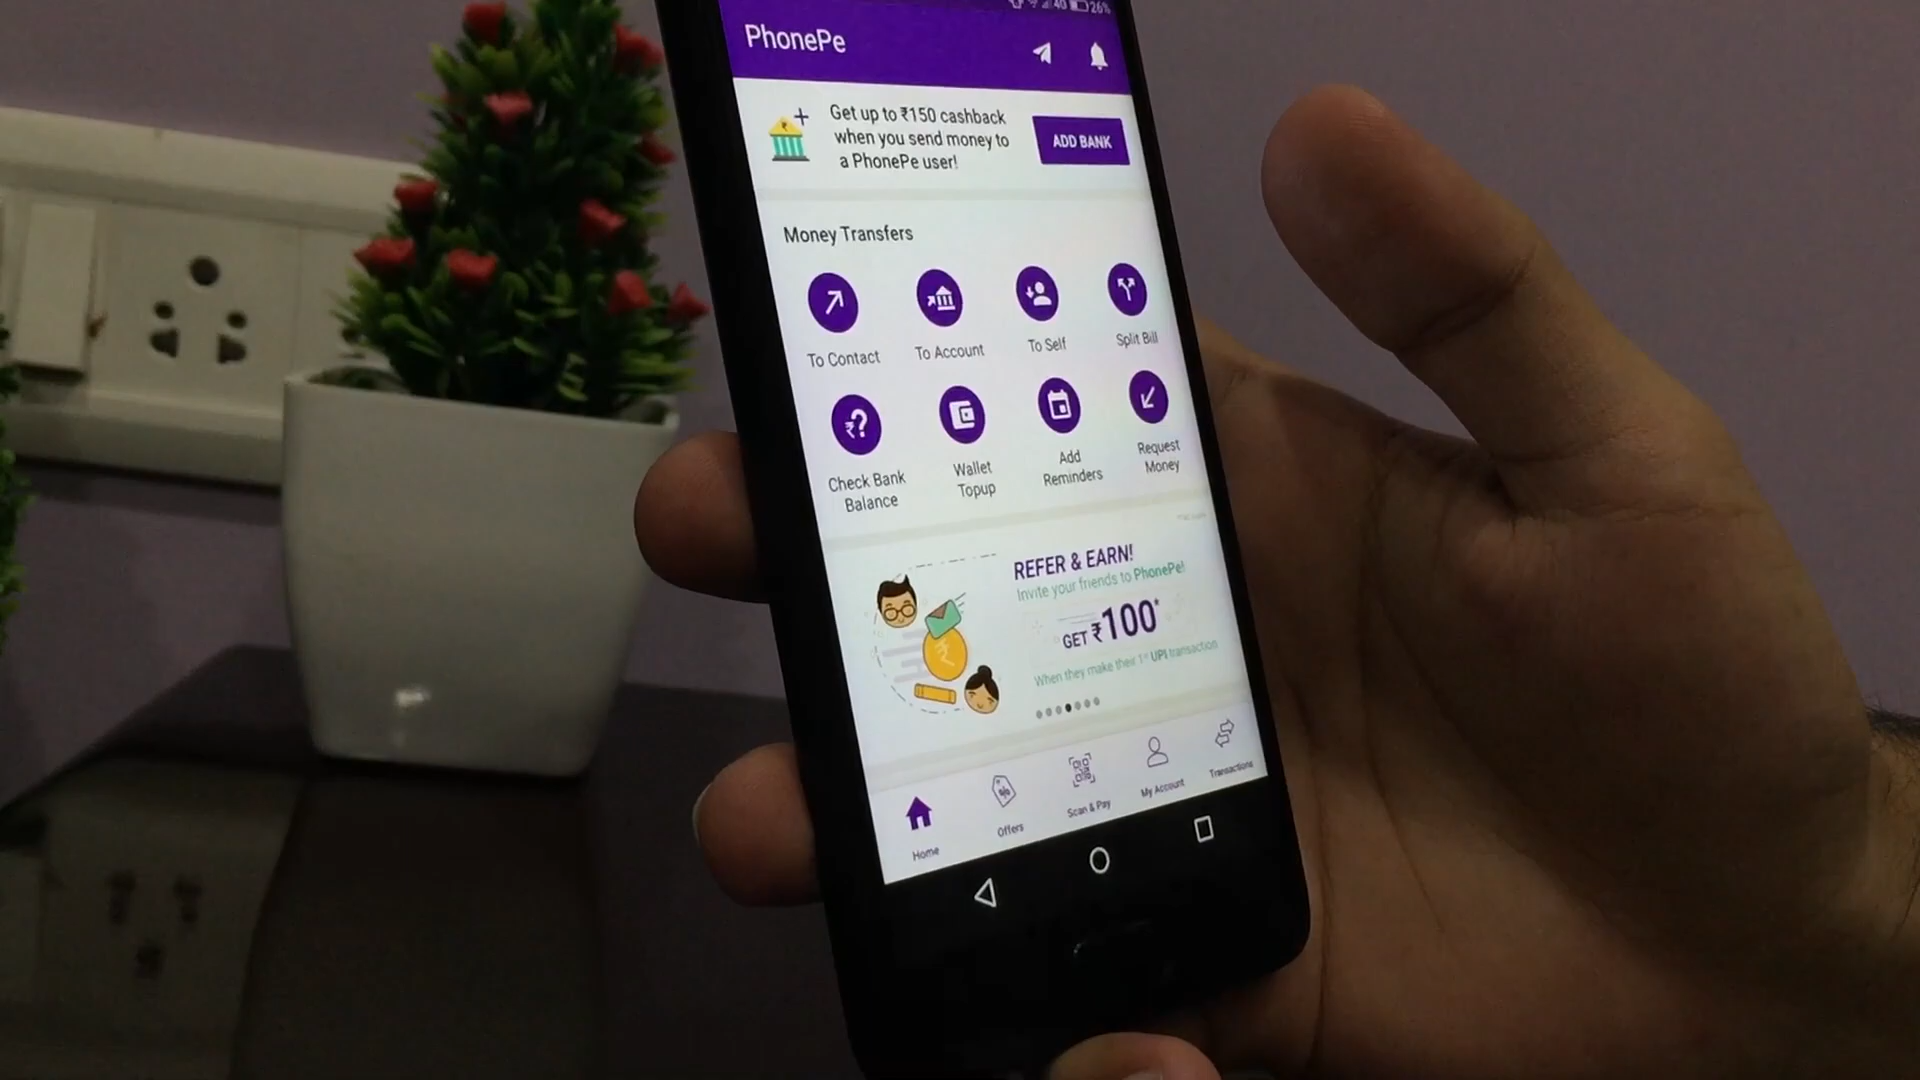 4G 26%
PhonePe
Get up to ₹150 cashback
when you send money to
a PhonePe user!
ADD BANK
Money Transfers
To Contact
To Account
To Self
Split Bill
Check Bank
Balance
Wallet
Topup
Add
Reminders
Request
Money
REFER & EARN!
Invite your friends to PhonePe!
GET ₹100*
When they make their 1st UPI transaction
Home
Offers
Scan & Pay
My Account
Transactions